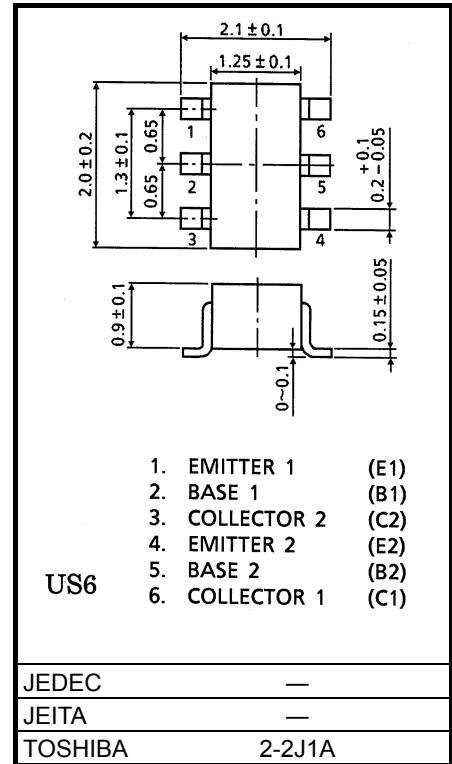 2.1±0.1
1.25±0.1
1
6
2
5
3
4
2.0±0.2
1.3±0.1
0.65
0.65
0.2 +0.1 −0.05
0.9±0.1
0~0.1
0.15±0.05
1. EMITTER 1 (E1)
2. BASE 1 (B1)
3. COLLECTOR 2 (C2)
4. EMITTER 2 (E2)
5. BASE 2 (B2)
6. COLLECTOR 1 (C1)
US6
JEDEC —
JEITA —
TOSHIBA 2-2J1A